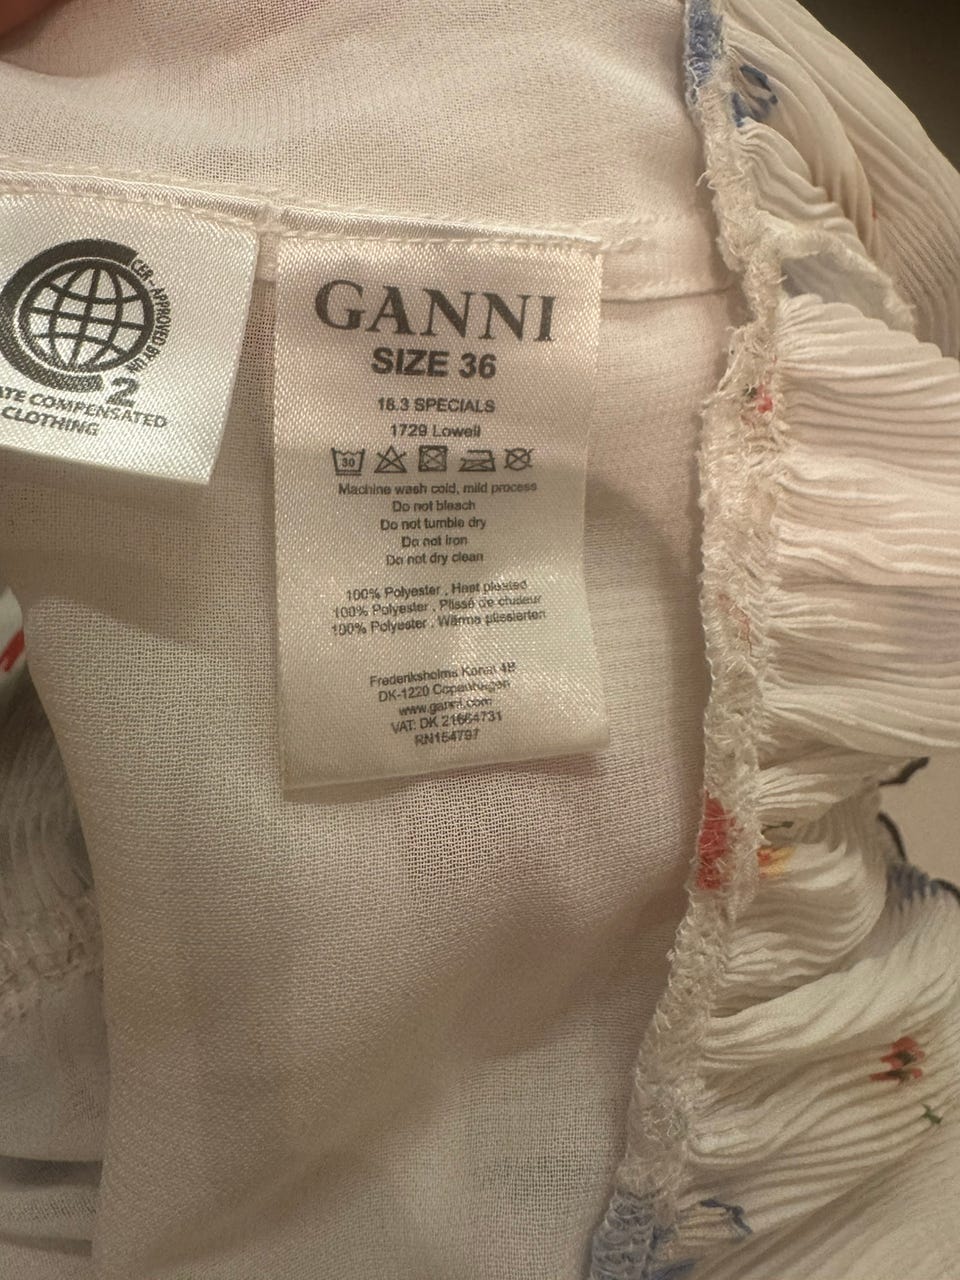 CER-APPROVED BY UN
2
ATE COMPENSATED
CLOTHING
GANNI
SIZE 36
18.3 SPECIALS
1729 Lowell
30
Machine wash cold, mild process
Do not bleach
Do not tumble dry
Do not iron
Do not dry clean
100% Polyester , Heat pleated
100% Polyester , Plissé de chaleur
100% Polyester , Wärme plissierten
Frederiksholms Kanal 4B
DK-1220 Copenhagen
www.ganni.com
VAT: DK 21664731
RN154797